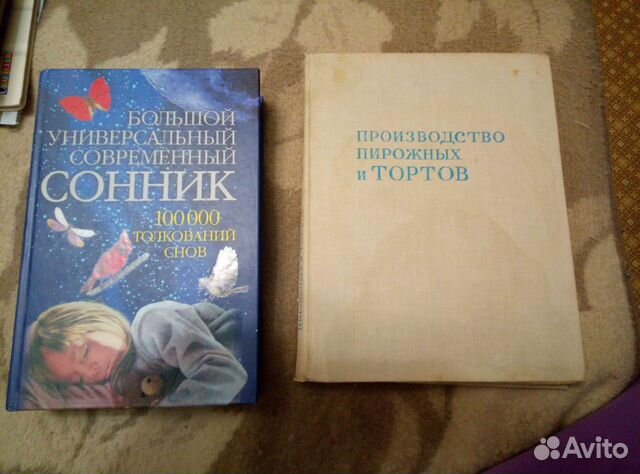 БОЛЬШОЙ
УНИВЕРСАЛЬНЫЙ
СОВРЕМЕННЫЙ
СОННИК
100 000
ТОЛКОВАНИЙ
СНОВ
ПРОИЗВОДСТВО
ПИРОЖНЫХ
и ТОРТОВ
Avito